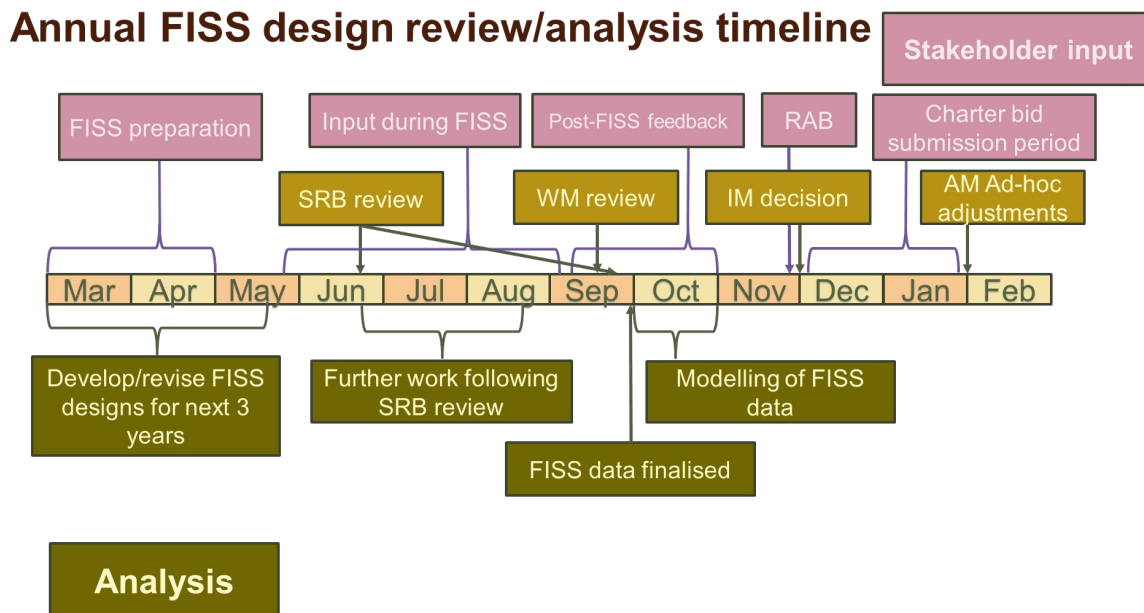 Annual FISS design review/analysis timeline
Stakeholder input
FISS preparation
Input during FISS
Post-FISS feedback
RAB
Charter bid
submission period
SRB review
WM review
IM decision
AM Ad-hoc
adjustments
Mar
Apr
May
Jun
Jul
Aug
Sep
Oct
Nov
Dec
Jan
Feb
Develop/revise FISS
designs for next 3
years
Further work following
SRB review
Modelling of FISS
data
FISS data finalised
Analysis